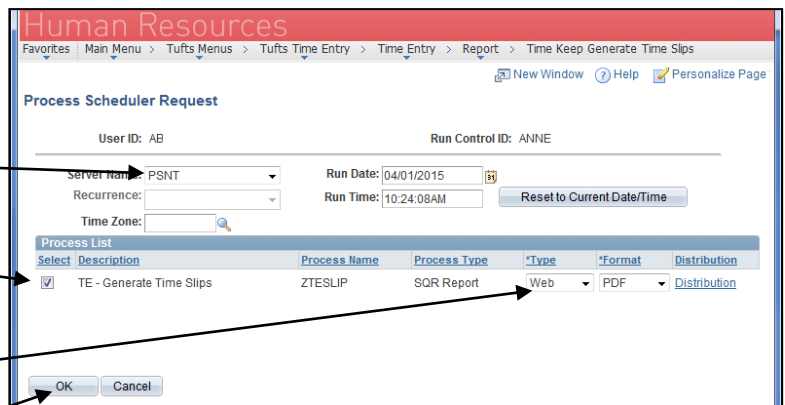 Human Resources
Favorites Main Menu > Tufts Menus > Tufts Time Entry > Time Entry > Report > Time Keep Generate Time Slips
New Window ? Help Personalize Page
Process Scheduler Request
User ID: AB Run Control ID: ANNE
Server Name: PSNT Run Date: 04/01/2015 31
Recurrence: Run Time: 10:24:08AM Reset to Current Date/Time
Time Zone:
Process List
Select Description Process Name Process Type *Type *Format Distribution
TE - Generate Time Slips ZTESLIP SQR Report Web PDF Distribution
OK Cancel